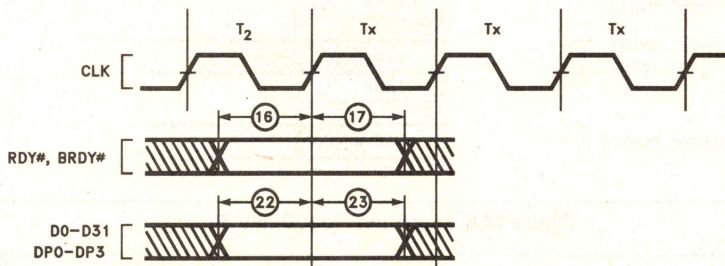 T2 Tx Tx Tx
CLK
16 17
RDY#, BRDY#
22 23
D0-D31
DP0-DP3